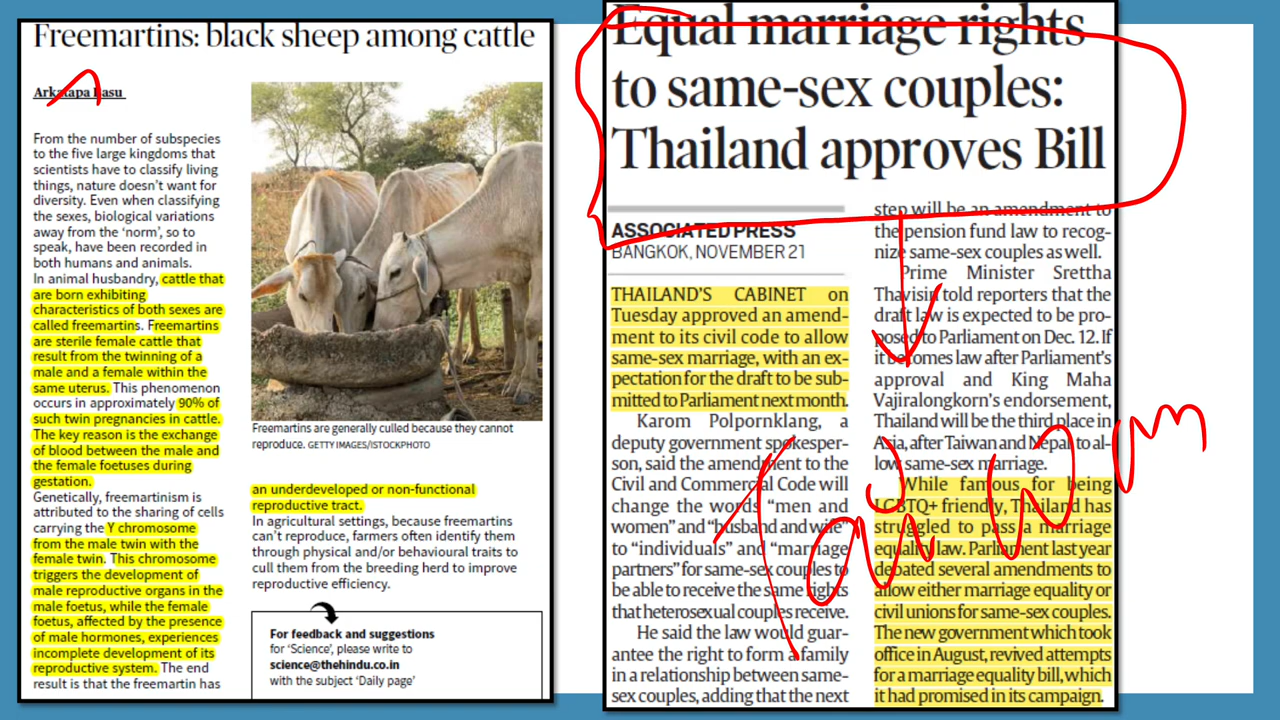 Freemartins: black sheep among cattle
Arkatapa Basu
From the number of subspecies
to the five large kingdoms that
scientists have to classify living
things, nature doesn't want for
diversity. Even when classifying
the sexes, biological variations
away from the 'norm', so to
speak, have been recorded in
both humans and animals.
In animal husbandry, cattle that
are born exhibiting
characteristics of both sexes are
called freemartins. Freemartins
are sterile female cattle that
result from the twinning of a
male and a female within the
same uterus. This phenomenon
occurs in approximately 90% of
such twin pregnancies in cattle.
The key reason is the exchange
of blood between the male and
the female foetuses during
gestation.
Genetically, freemartinism is
attributed to the sharing of cells
carrying the Y chromosome
from the male twin with the
female twin. This chromosome
triggers the development of
male reproductive organs in the
male foetus, while the female
foetus, affected by the presence
of male hormones, experiences
incomplete development of its
reproductive system. The end
result is that the freemartin has
Freemartins are generally culled because they cannot
reproduce. GETTY IMAGES/ISTOCKPHOTO
an underdeveloped or non-functional
reproductive tract.
In agricultural settings, because freemartins
can't reproduce, farmers often identify them
through physical and/or behavioural traits to
cull them from the breeding herd to improve
reproductive efficiency.
For feedback and suggestions
for 'Science', please write to
science@thehindu.co.in
with the subject 'Daily page'
Equal marriage rights
to same-sex couples:
Thailand approves Bill
ASSOCIATED PRESS
BANGKOK, NOVEMBER 21
THAILAND'S CABINET on
Tuesday approved an amend-
ment to its civil code to allow
same-sex marriage, with an ex-
pectation for the draft to be sub-
mitted to Parliament next month.
Karom Polpornklang, a
deputy government spokesper-
son, said the amendment to the
Civil and Commercial Code will
change the words "men and
women" and "husband and wife"
to "individuals" and "marriage
partners" for same-sex couples to
be able to receive the same rights
that heterosexual couples receive.
He said the law would guar-
antee the right to form a family
in a relationship between same-
sex couples, adding that the next
step will be an amendment to
the pension fund law to recog-
nize same-sex couples as well.
Prime Minister Srettha
Thavisin told reporters that the
draft law is expected to be pro-
posed to Parliament on Dec. 12. If
it becomes law after Parliament's
approval and King Maha
Vajiralongkorn's endorsement,
Thailand will be the third place in
Asia, after Taiwan and Nepal to al-
low same-sex marriage.
While famous for being
LGBTQ+ friendly, Thailand has
struggled to pass a marriage
equality law. Parliament last year
debated several amendments to
allow either marriage equality or
civil unions for same-sex couples.
The new government which took
office in August, revived attempts
for a marriage equality bill, which
it had promised in its campaign.